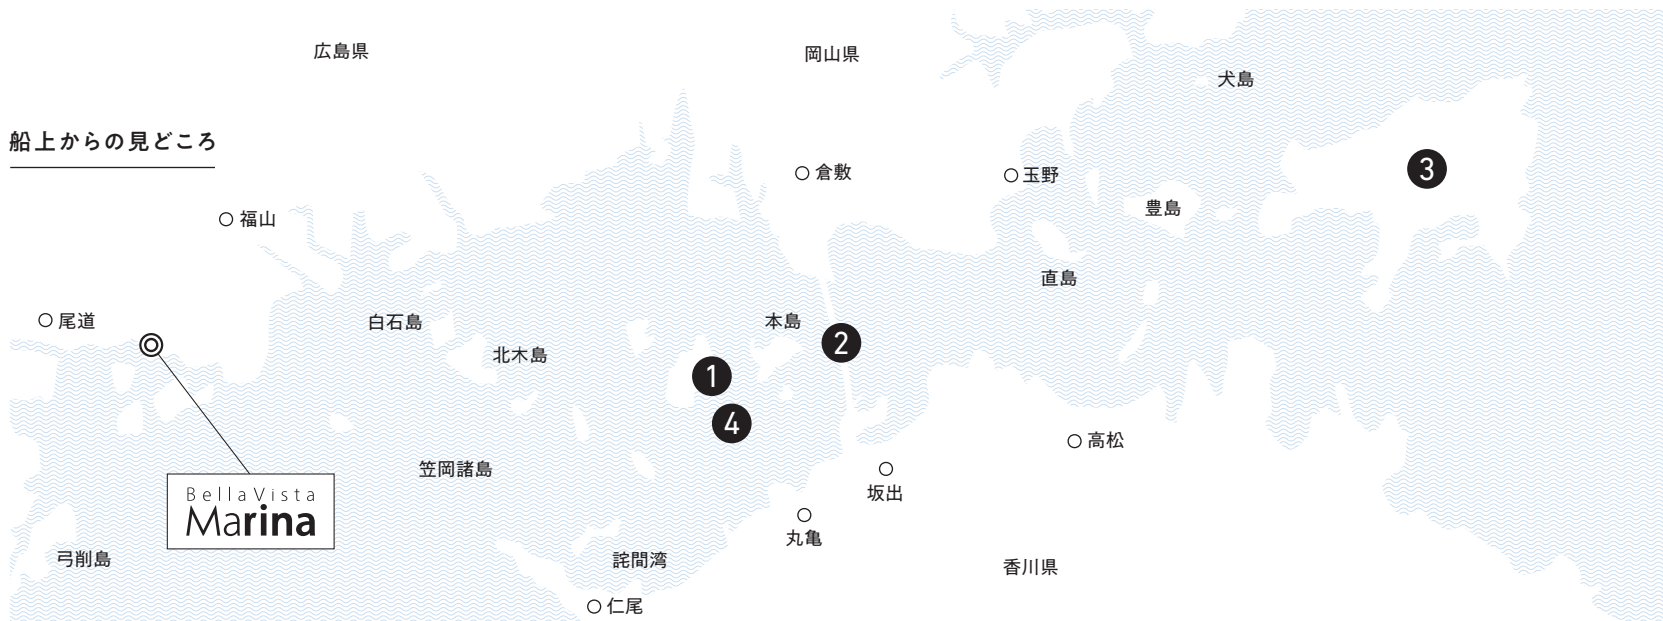 広島県
岡山県
犬島
船上からの見どころ
3
倉敷
玉野
豊島
福山
直島
尾道
白石島
本島
2
北木島
1
4
高松
笠岡諸島
坂出
BellaVista
Marina
丸亀
弓削島
詫間湾
香川県
仁尾